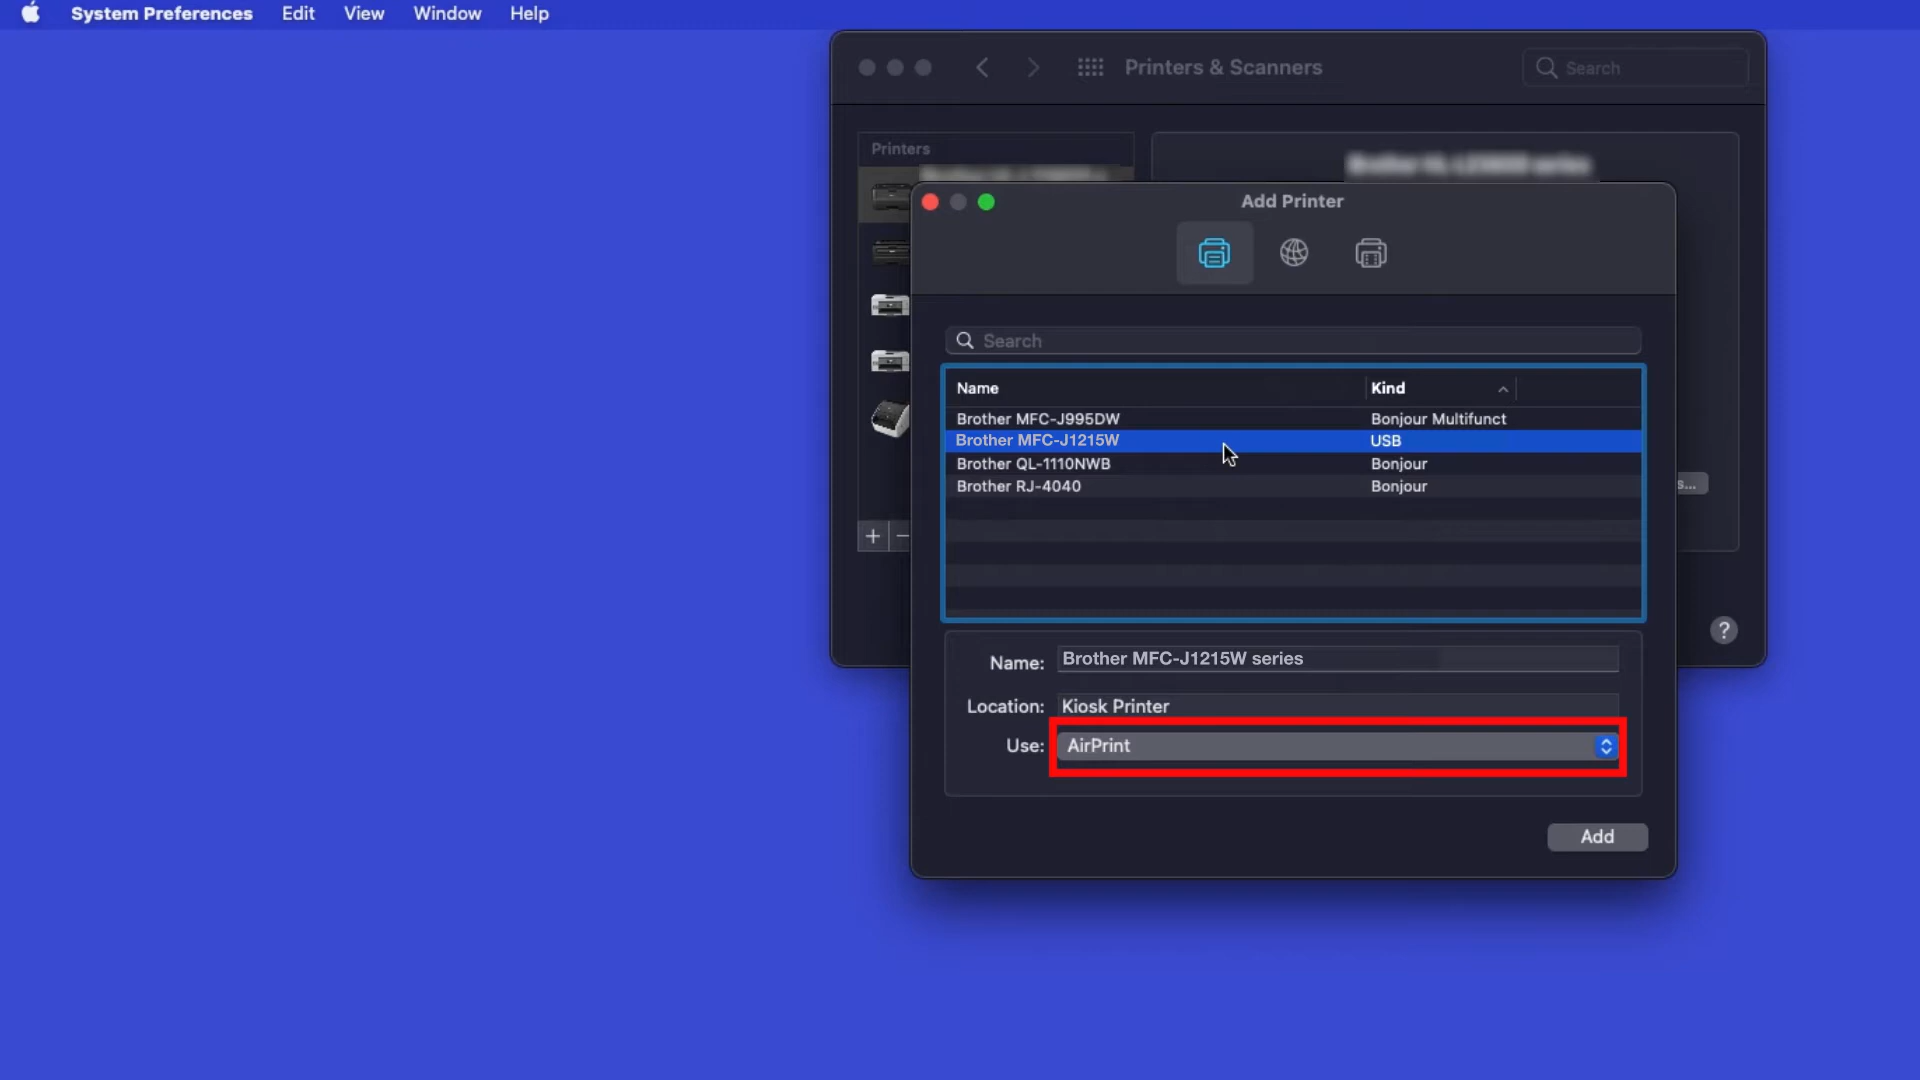 System Preferences Edit View Window Help
Printers & Scanners
Search
Printers
Add Printer
Search
Name Kind
Brother MFC-J995DW Bonjour Multifunct
Brother MFC-J1215W USB
Brother QL-1110NWB Bonjour
Brother RJ-4040 Bonjour
s...
+ −
?
Name: Brother MFC-J1215W series
Location: Kiosk Printer
Use: AirPrint
Add